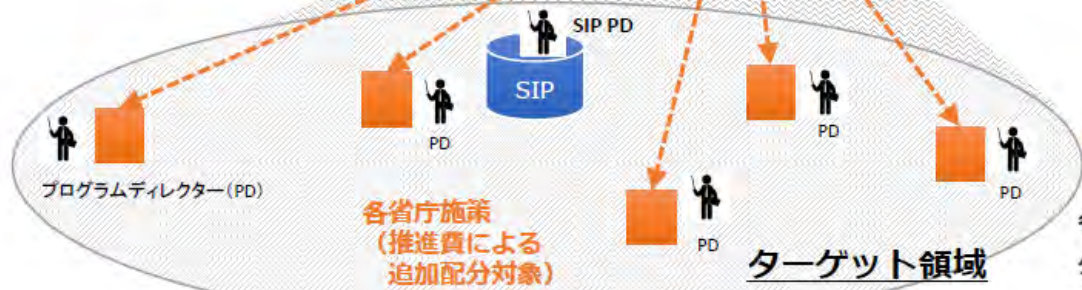 SIP PD
SIP
PD
PD
プログラムディレクター(PD)
PD
PD
各省庁施策
(推進費による
追加配分対象)
ターゲット領域